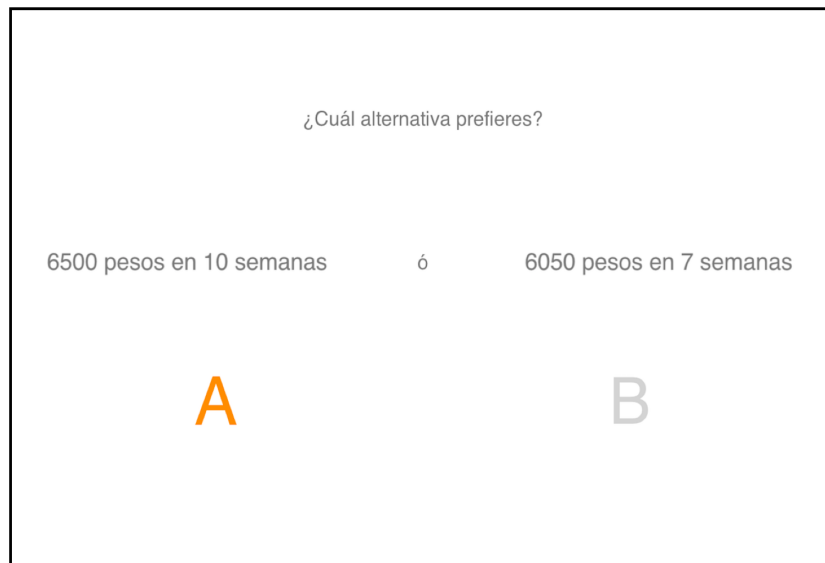 ¿Cuál alternativa prefieres?
6500 pesos en 10 semanas ó 6050 pesos en 7 semanas
A B